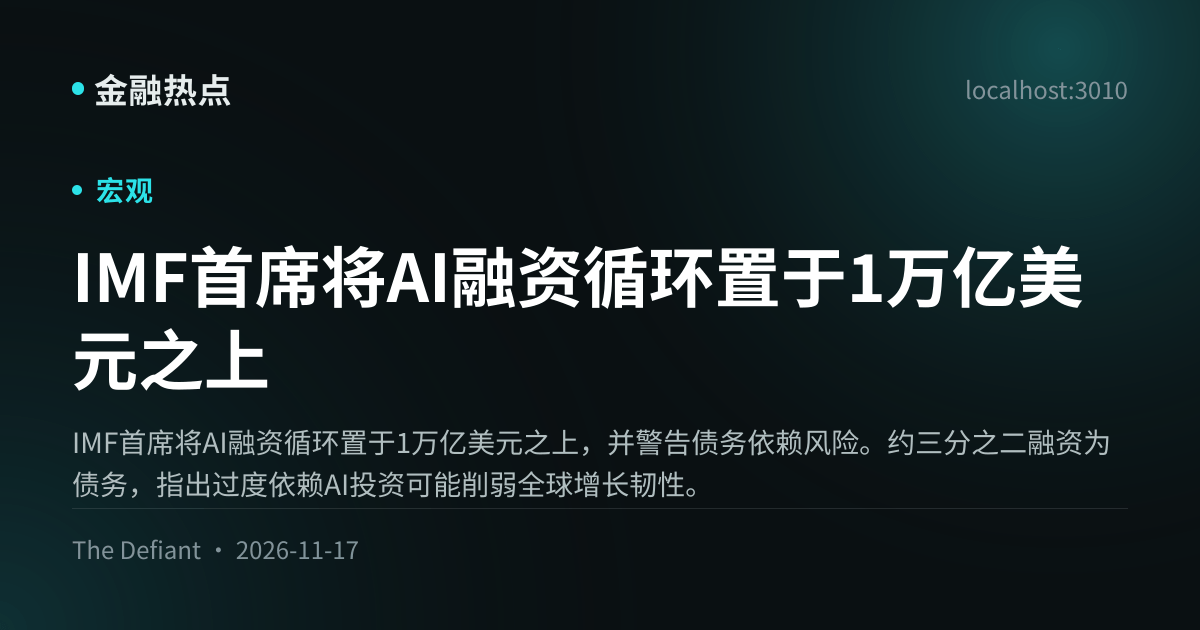 金融热点
localhost:3010
宏观
IMF首席将AI融资循环置于1万亿美
元之上
IMF首席将AI融资循环置于1万亿美元之上，并警告债务依赖风险。约三分之二融资为
债务，指出过度依赖AI投资可能削弱全球增长韧性。
The Defiant · 2026-11-17